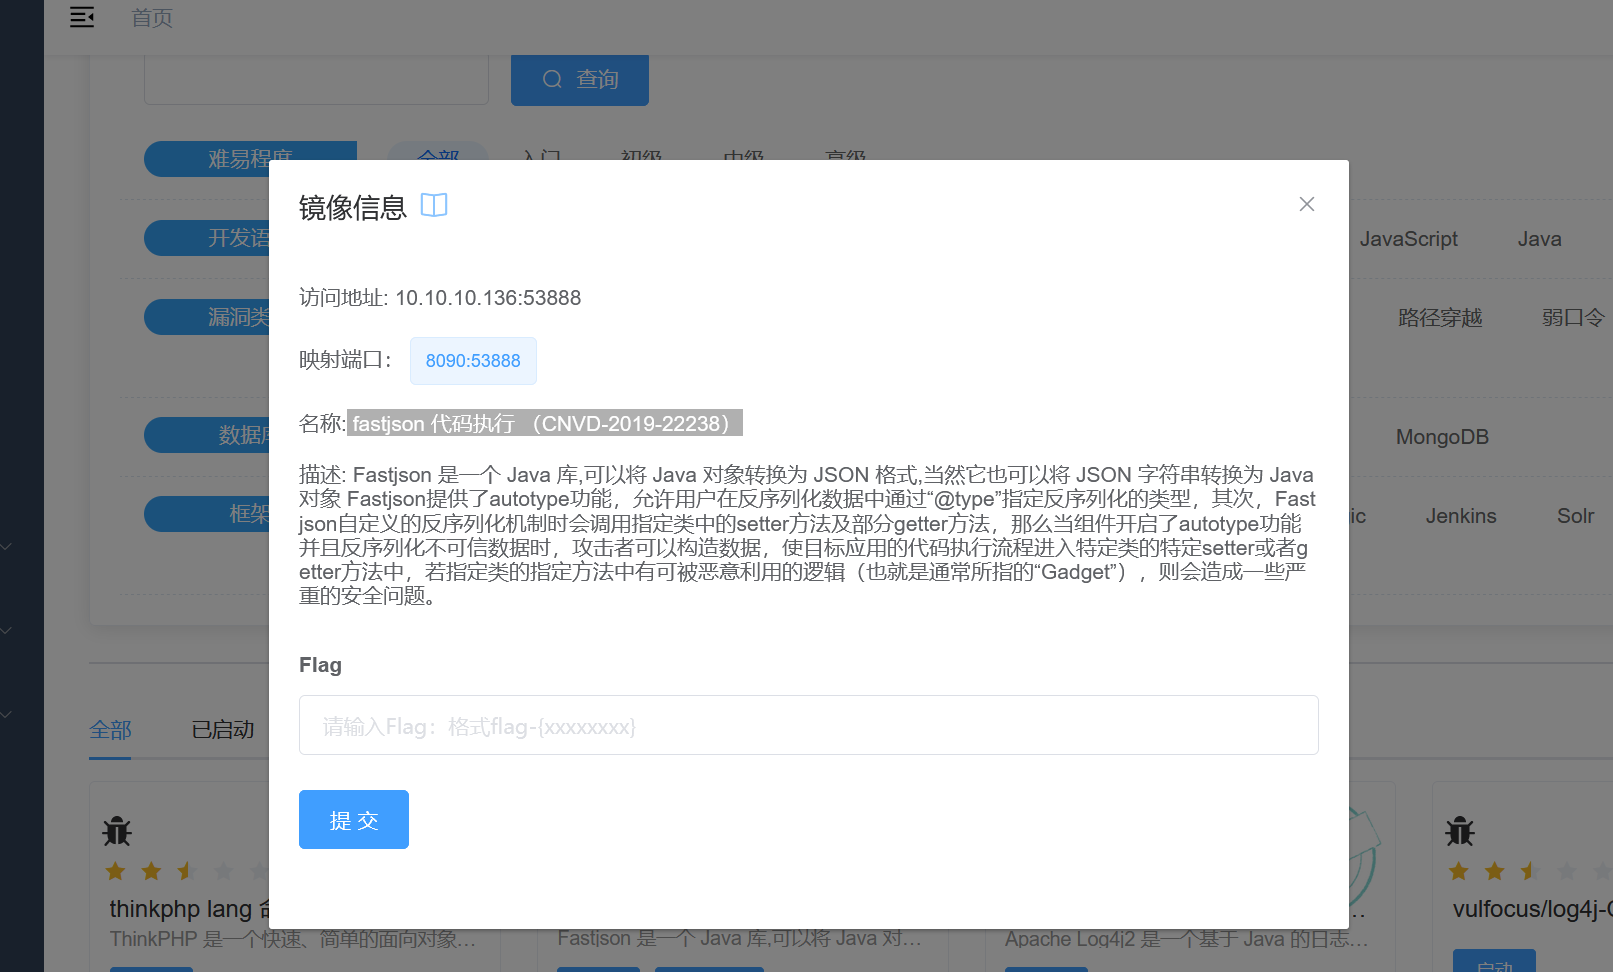 首页
查询
难易程度 全部 入门 初级 中级 高级
镜像信息
开发语 JavaScript Java
访问地址: 10.10.10.136:53888
漏洞类 路径穿越 弱口令
映射端口： 8090:53888
名称: fastjson 代码执行 （CNVD-2019-22238）
数据库 MongoDB
描述: Fastjson 是一个 Java 库,可以将 Java 对象转换为 JSON 格式,当然它也可以将 JSON 字符串转换为 Java
对象 Fastjson提供了autotype功能，允许用户在反序列化数据中通过“@type”指定反序列化的类型，其次，Fast
json自定义的反序列化机制时会调用指定类中的setter方法及部分getter方法，那么当组件开启了autotype功能
并且反序列化不可信数据时，攻击者可以构造数据，使目标应用的代码执行流程进入特定类的特定setter或者g
etter方法中，若指定类的指定方法中有可被恶意利用的逻辑（也就是通常所指的“Gadget”），则会造成一些严
重的安全问题。
框架 ic Jenkins Solr
Flag
请输入Flag：格式flag-{xxxxxxxx}
全部 已启动
提 交
thinkphp lang 命
ThinkPHP 是一个快速、简单的面向对象...
Fastjson 是一个 Java 库,可以将 Java 对...
...
Apache Log4j2 是一个基于 Java 的日志...
vulfocus/log4j-C
启动